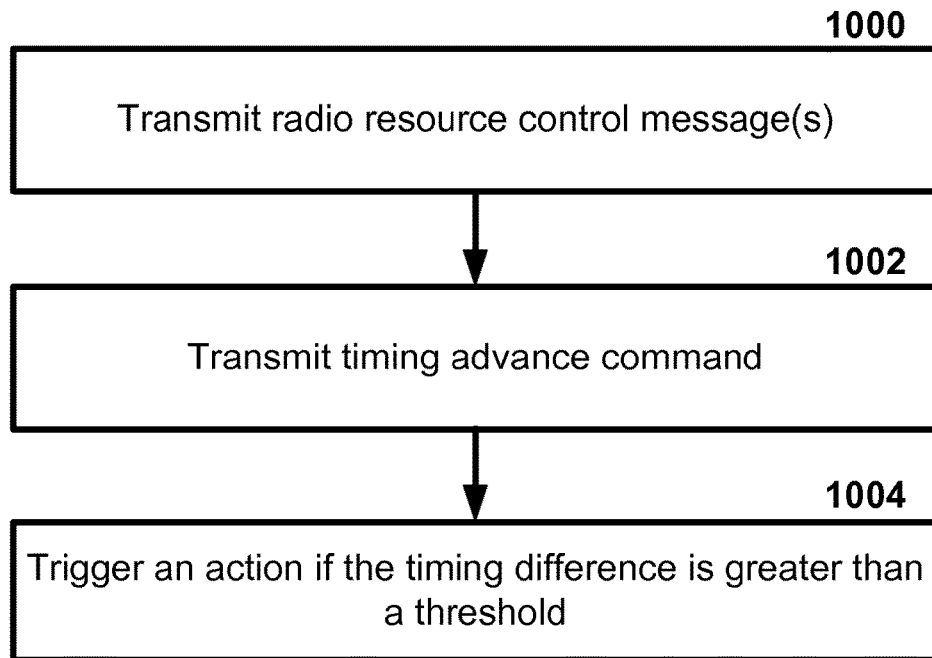 1000
Transmit radio resource control message(s)
1002
Transmit timing advance command
1004
Trigger an action if the timing difference is greater than
a threshold